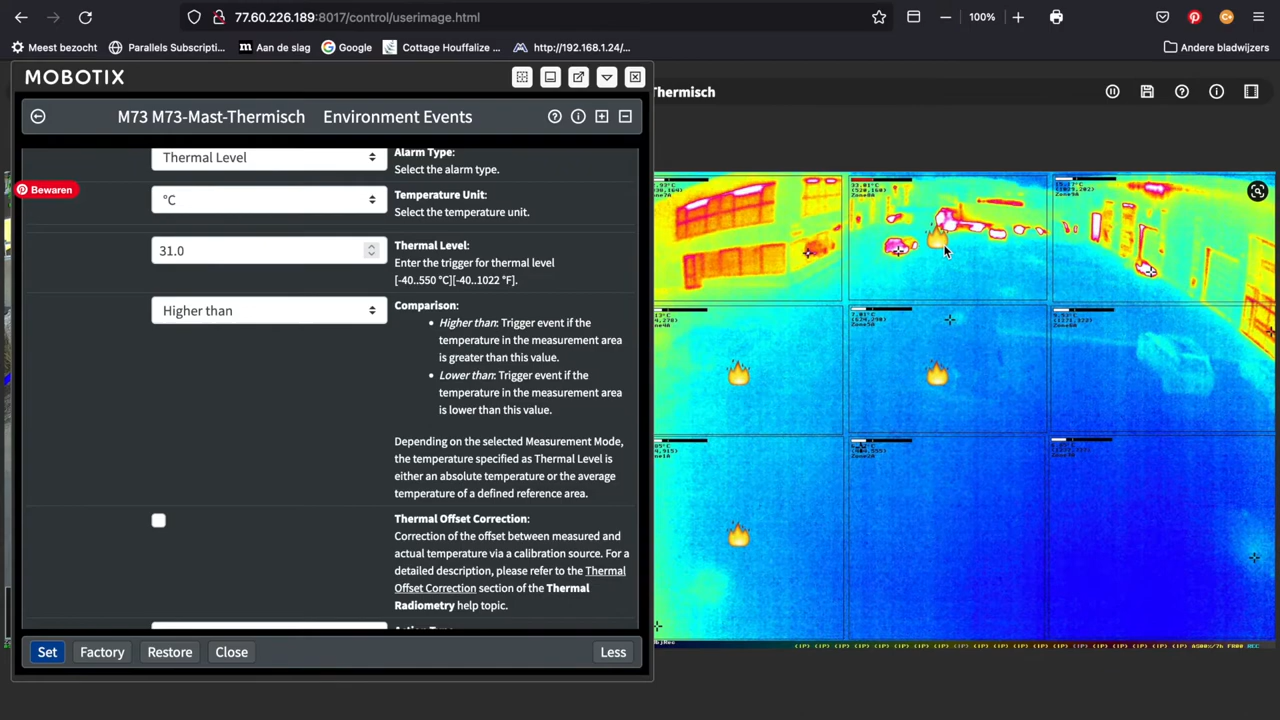 77.60.226.189:8017/control/userimage.html
100%
Meest bezocht
Parallels Subscripti...
Aan de slag
Google
Cottage Houffalize ...
http://192.168.1.24/...
Andere bladwijzers
MOBOTIX
Thermisch
M73 M73-Mast-Thermisch Environment Events
Thermal Level
Alarm Type:
Select the alarm type.
Bewaren
°C
Temperature Unit:
Select the temperature unit.
31.0
Thermal Level:
Enter the trigger for thermal level
[-40..550 °C][-40..1022 °F].
Higher than
Comparison:
• Higher than: Trigger event if the
temperature in the measurement area
is greater than this value.
• Lower than: Trigger event if the
temperature in the measurement area
is lower than this value.
Depending on the selected Measurement Mode,
the temperature specified as Thermal Level is
either an absolute temperature or the average
temperature of a defined reference area.
Thermal Offset Correction:
Correction of the offset between measured and
actual temperature via a calibration source. For a
detailed description, please refer to the Thermal
Offset Correction section of the Thermal
Radiometry help topic.
Set
Factory
Restore
Close
Less